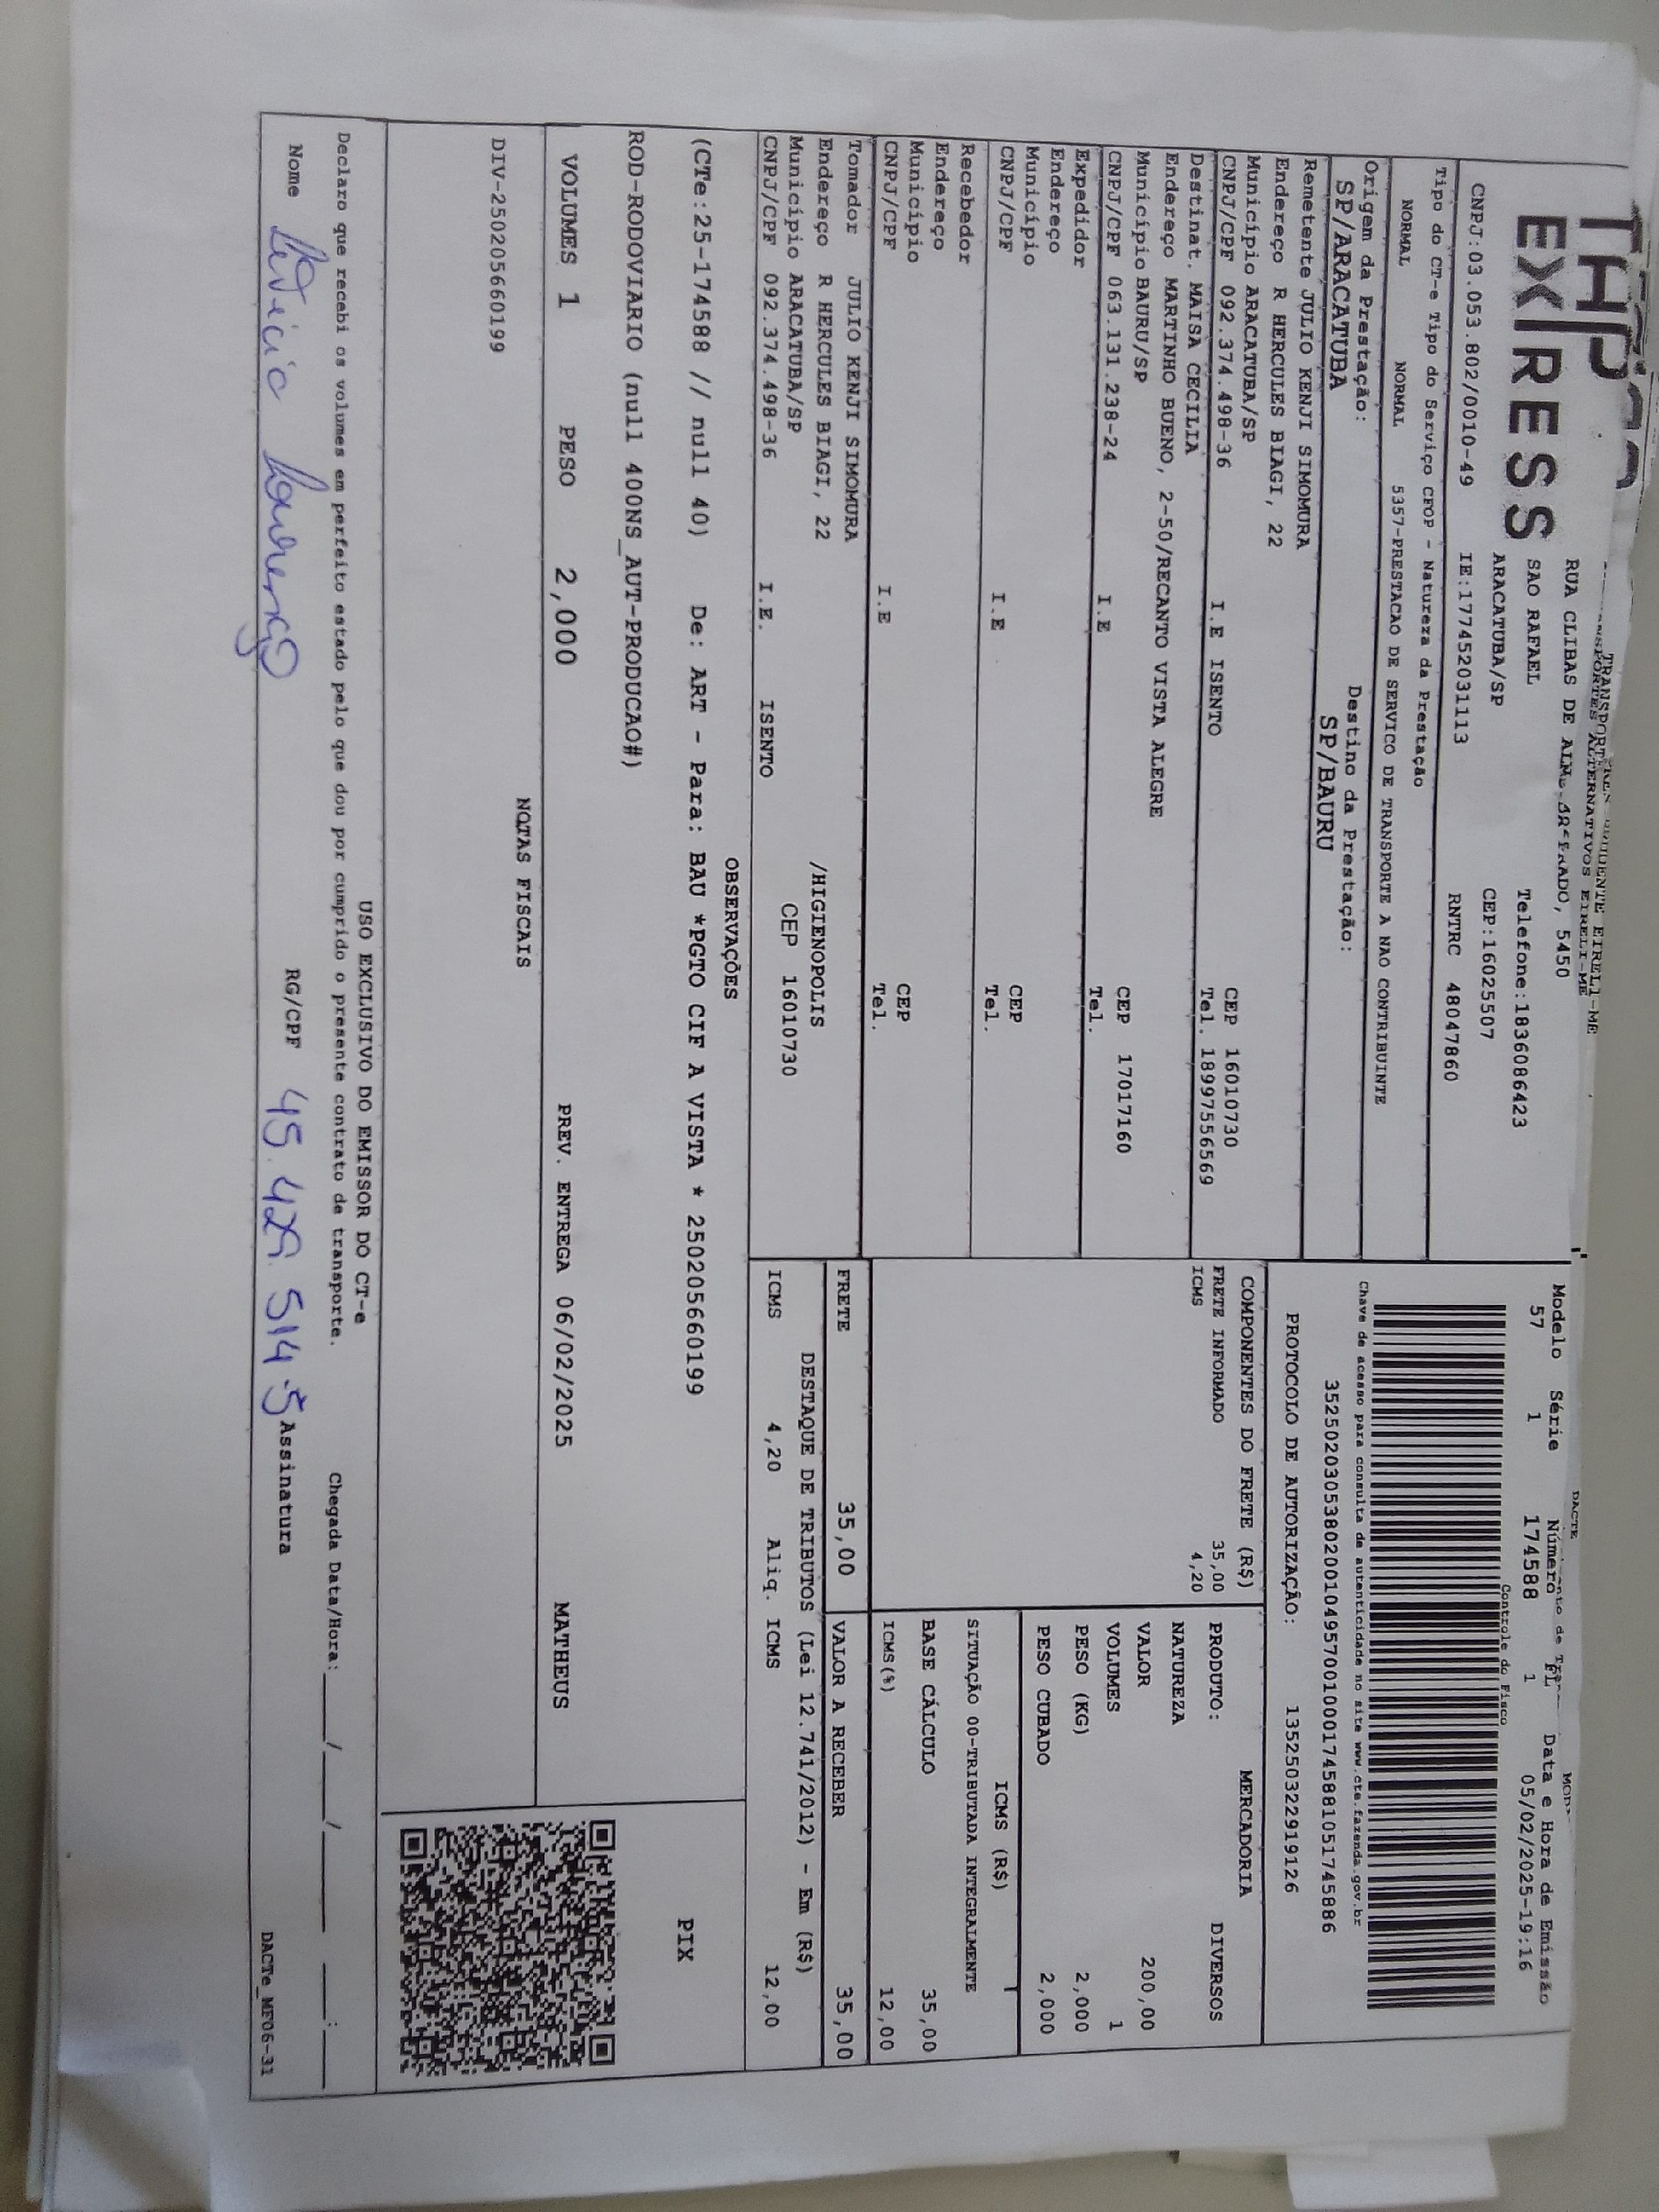 THP
EXPRESS
TRANSPORTES ALTERNATIVOS EIRELI-ME
RUA CLIBAS DE ALM. 5450
SAO RAFAEL Telefone:1836086423
ARACATUBA/SP CEP:16025507
CNPJ:03.053.802/0010-49 IE:177452031113 RNTRC 48047860
DACTE
Modelo Série Número FL Data e Hora de Emissão
57 1 174588 1 05/02/2025-19:16
Controle do Fisco
Chave de acesso para consulta de autenticidade no site www.cte.fazenda.gov.br
35250203053802001049570010001745881051745886
PROTOCOLO DE AUTORIZAÇÃO: 135250322919126
Tipo do CT-e Tipo do Serviço CFOP - Natureza da Prestação
NORMAL NORMAL 5357-PRESTACAO DE SERVICO DE TRANSPORTE A NAO CONTRIBUINTE
Origem da Prestação: Destino da Prestação:
SP/ARACATUBA SP/BAURU
Remetente JULIO KENJI SIMOMURA
Endereço R HERCULES BIAGI, 22
Município ARACATUBA/SP CEP 16010730
CNPJ/CPF 092.374.498-36 I.E ISENTO Tel. 18997556569
Destinat. MAISA CECILIA
Endereço MARTINHO BUENO, 2-50/RECANTO VISTA ALEGRE
Município BAURU/SP CEP 17017160
CNPJ/CPF 063.131.238-24 I.E Tel.
Expedidor
Endereço
Município CEP
CNPJ/CPF I.E Tel.
Recebedor
Endereço
Município CEP
CNPJ/CPF I.E Tel.
Tomador JULIO KENJI SIMOMURA
Endereço R HERCULES BIAGI, 22 /HIGIENOPOLIS
Município ARACATUBA/SP CEP 16010730
CNPJ/CPF 092.374.498-36 I.E. ISENTO
COMPONENTES DO FRETE (R$)
FRETE INFORMADO 35,00
ICMS 4,20
MERCADORIA
PRODUTO: DIVERSOS
NATUREZA
VALOR 200,00
VOLUMES 1
PESO (KG) 2,000
PESO CUBADO 2,000
ICMS (R$)
SITUAÇÃO 00-TRIBUTADA INTEGRALMENTE
BASE CÁLCULO 35,00
ICMS(%) 12,00
FRETE 35,00 VALOR A RECEBER 35,00
DESTAQUE DE TRIBUTOS (Lei 12.741/2012) - Em (R$)
ICMS 4,20 Aliq. ICMS 12,00
OBSERVAÇÕES
(CTe:25-174588 // null 40) De: ART - Para: BAU *PGTO CIF A VISTA * 250205660199
ROD-RODOVIARIO (null 400NS_AUT-PRODUCAO#)
PIX
VOLUMES 1 PESO 2,000 PREV. ENTREGA 06/02/2025 MATHEUS
NOTAS FISCAIS
DIV-250205660199
USO EXCLUSIVO DO EMISSOR DO CT-e
Declaro que recebi os volumes em perfeito estado pelo que dou por cumprido o presente contrato de transporte. Chegada Data/Hora:____/____/______ ____:____
Nome Leticia Lourenço RG/CPF 45.429.514-5 Assinatura
DACTe_MF06-31